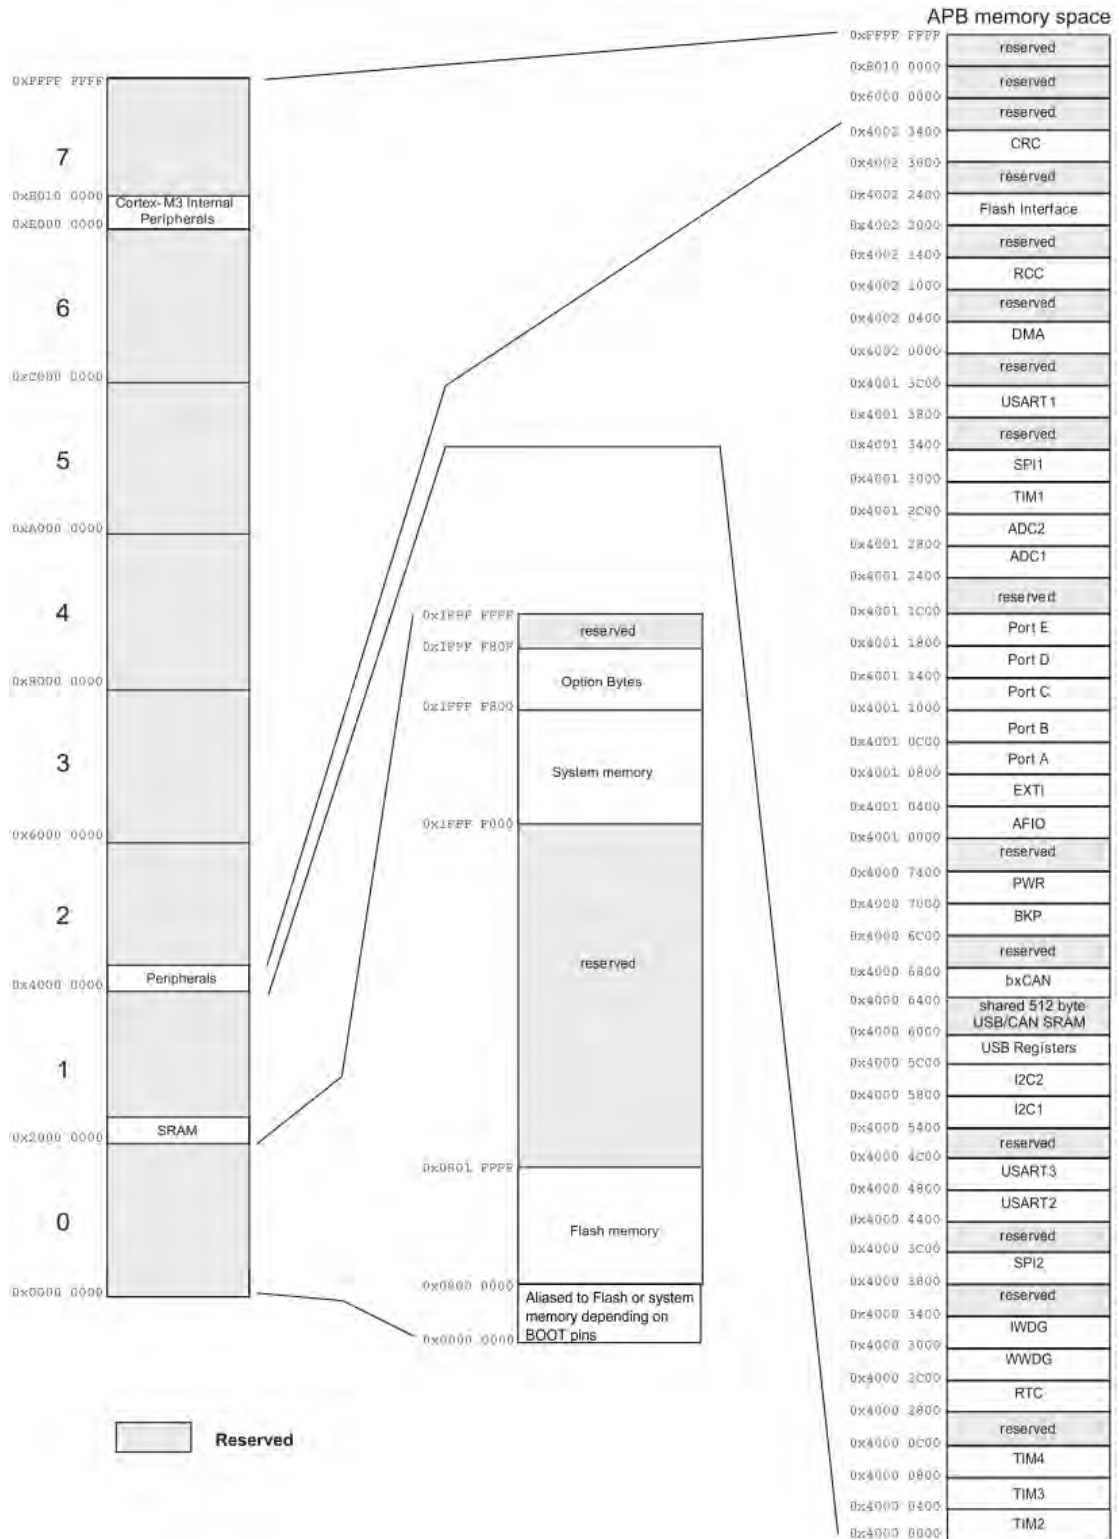 APB memory space
0xFFFF FFFF
7
0xE010 0000
Cortex- M3 Internal
Peripherals
0xE000 0000
6
0xC000 0000
5
0xA000 0000
4
0x8000 0000
3
0x6000 0000
2
Peripherals
0x4000 0000
1
SRAM
0x2000 0000
0
0x0000 0000
Reserved
0x1FFF FFFF
reserved
0x1FFF F80F
Option Bytes
0x1FFF F800
System memory
0x1FFF F000
reserved
0x0801 FFFF
Flash memory
0x0800 0000
Aliased to Flash or system
memory depending on
BOOT pins
0x0000 0000
0xFFFF FFFF
reserved
0xE010 0000
reserved
0x6000 0000
reserved
0x4002 3400
CRC
0x4002 3000
reserved
0x4002 2400
Flash Interface
0x4002 2000
reserved
0x4002 1400
RCC
0x4002 1000
reserved
0x4002 0400
DMA
0x4002 0000
reserved
0x4001 3C00
USART1
0x4001 3800
reserved
0x4001 3400
SPI1
0x4001 3000
TIM1
0x4001 2C00
ADC2
0x4001 2800
ADC1
0x4001 2400
reserved
0x4001 1C00
Port E
0x4001 1800
Port D
0x4001 1400
Port C
0x4001 1000
Port B
0x4001 0C00
Port A
0x4001 0800
EXTI
0x4001 0400
AFIO
0x4001 0000
reserved
0x4000 7400
PWR
0x4000 7000
BKP
0x4000 6C00
reserved
0x4000 6800
bxCAN
0x4000 6400
shared 512 byte
USB/CAN SRAM
0x4000 6000
USB Registers
0x4000 5C00
I2C2
0x4000 5800
I2C1
0x4000 5400
reserved
0x4000 4C00
USART3
0x4000 4800
USART2
0x4000 4400
reserved
0x4000 3C00
SPI2
0x4000 3800
reserved
0x4000 3400
IWDG
0x4000 3000
WWDG
0x4000 2C00
RTC
0x4000 2800
reserved
0x4000 0C00
TIM4
0x4000 0800
TIM3
0x4000 0400
TIM2
0x4000 0000